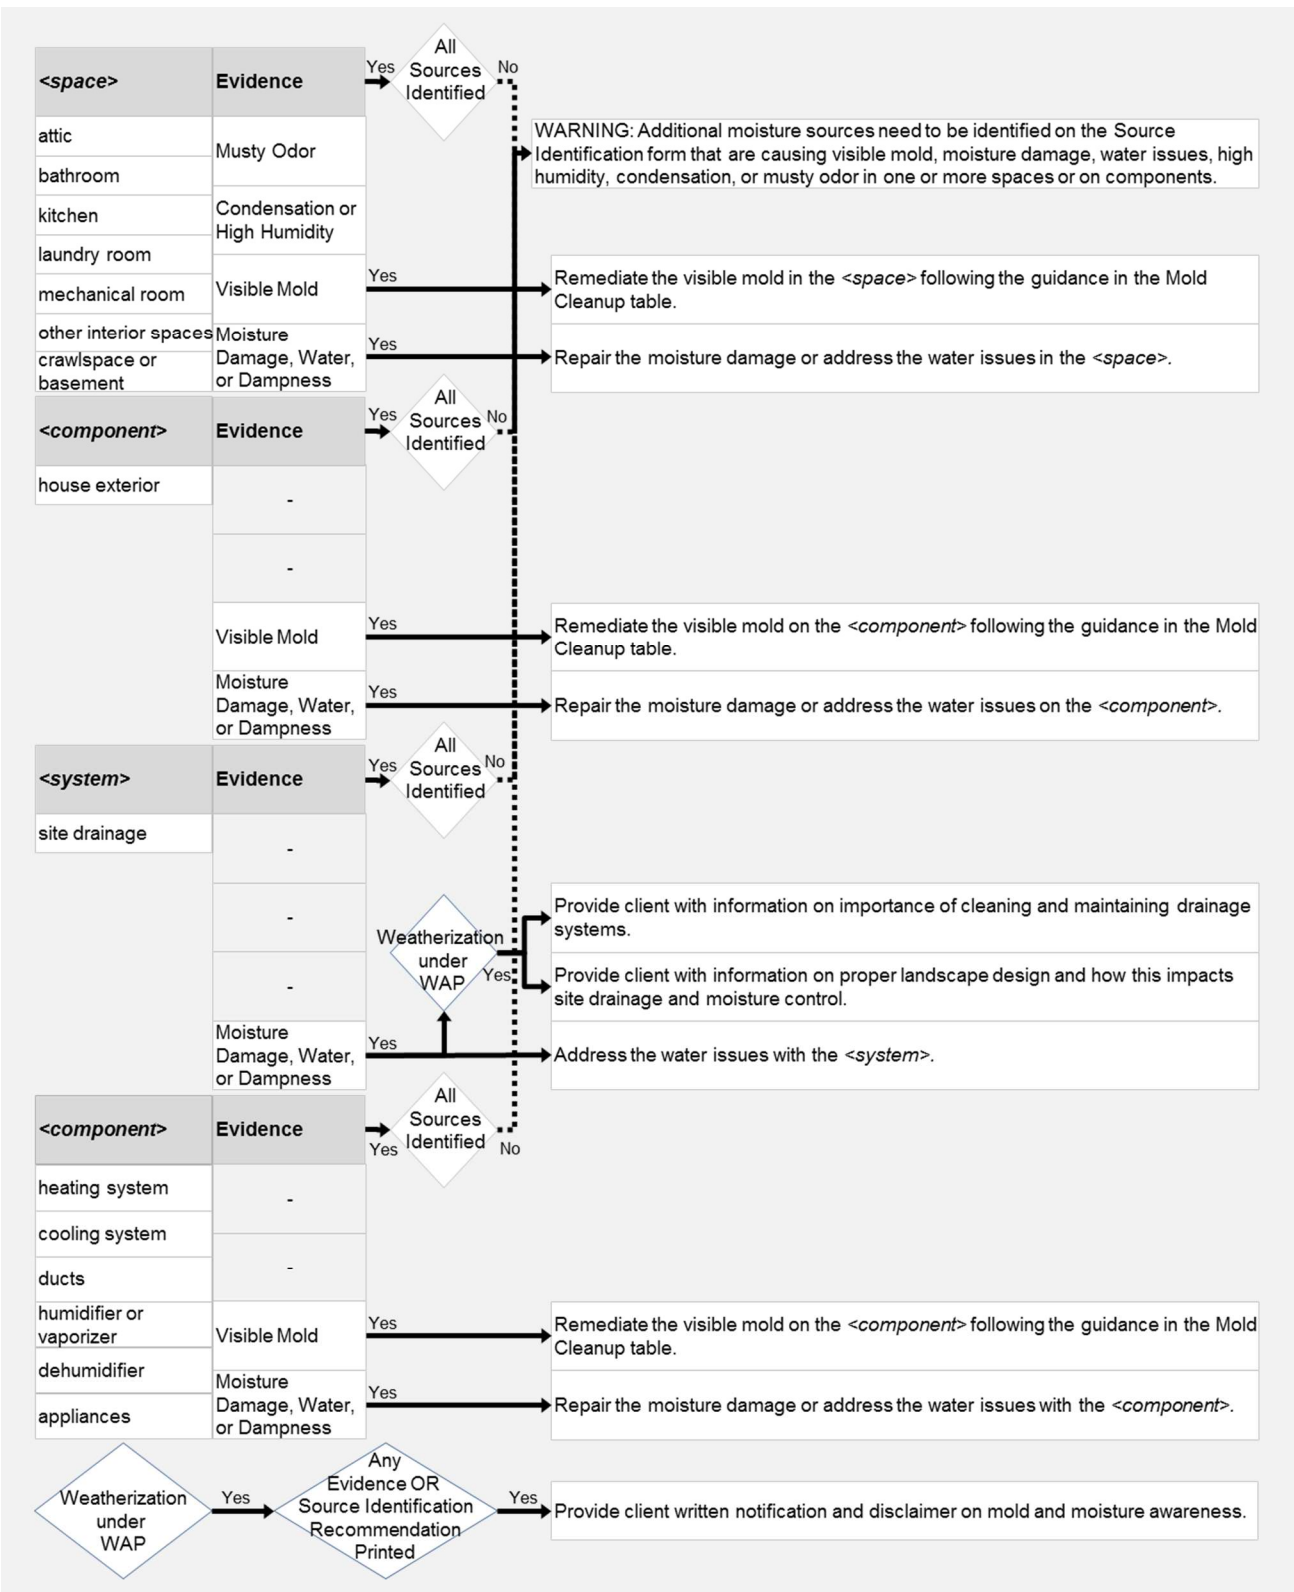 <space>
Evidence
Yes
All
Sources
Identified
No
attic
bathroom
kitchen
laundry room
mechanical room
other interior spaces
crawlspace or
basement
Musty Odor
Condensation or
High Humidity
Visible Mold
Moisture
Damage, Water,
or Dampness
WARNING: Additional moisture sources need to be identified on the Source
Identification form that are causing visible mold, moisture damage, water issues, high
humidity, condensation, or musty odor in one or more spaces or on components.
Yes
Remediate the visible mold in the <space> following the guidance in the Mold
Cleanup table.
Yes
Repair the moisture damage or address the water issues in the <space>.
<component>
Evidence
Yes
All
Sources
Identified
No
house exterior
-
-
Visible Mold
Yes
Remediate the visible mold on the <component> following the guidance in the Mold
Cleanup table.
Moisture
Damage, Water,
or Dampness
Yes
Repair the moisture damage or address the water issues on the <component>.
<system>
Evidence
Yes
All
Sources
Identified
No
site drainage
-
-
-
Moisture
Damage, Water,
or Dampness
Yes
Weatherization
under
WAP
Yes
Provide client with information on importance of cleaning and maintaining drainage
systems.
Provide client with information on proper landscape design and how this impacts
site drainage and moisture control.
Address the water issues with the <system>.
<component>
Evidence
Yes
All
Sources
Identified
No
heating system
cooling system
ducts
humidifier or
vaporizer
dehumidifier
appliances
-
-
Visible Mold
Yes
Remediate the visible mold on the <component> following the guidance in the Mold
Cleanup table.
Moisture
Damage, Water,
or Dampness
Yes
Repair the moisture damage or address the water issues with the <component>.
Weatherization
under
WAP
Yes
Any
Evidence OR
Source Identification
Recommendation
Printed
Yes
Provide client written notification and disclaimer on mold and moisture awareness.